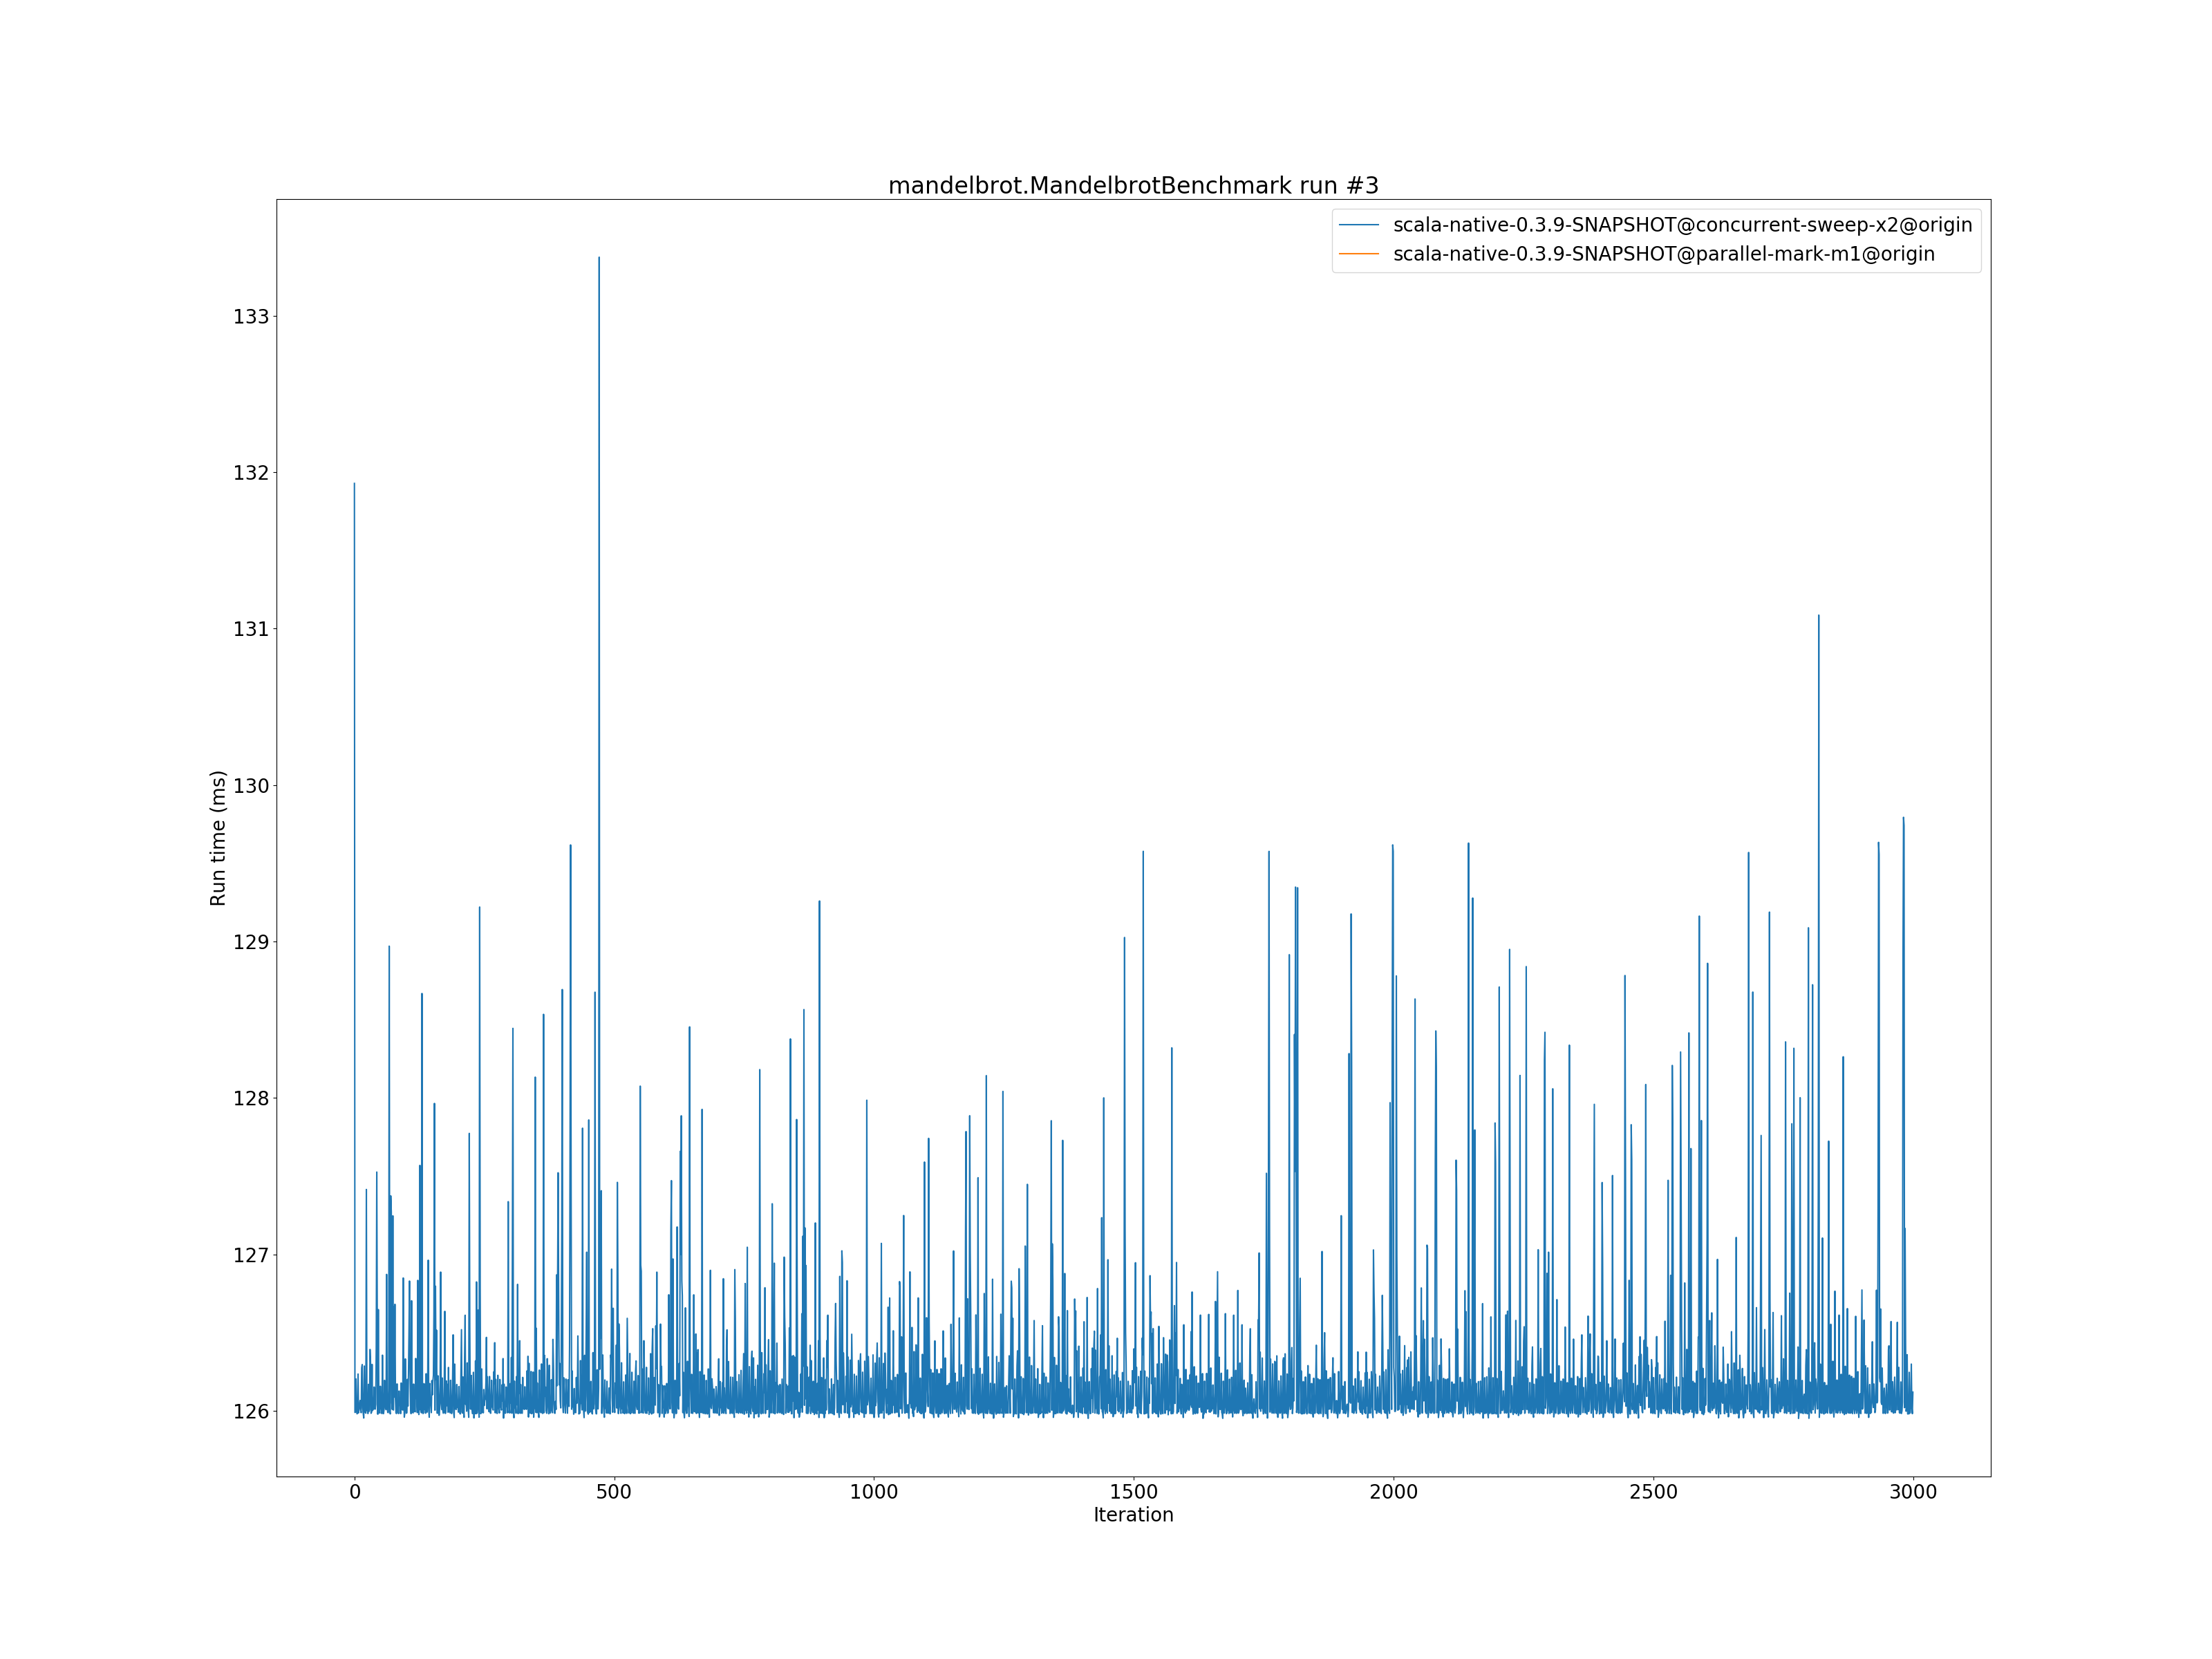 mandelbrot.MandelbrotBenchmark run #3
scala-native-0.3.9-SNAPSHOT@concurrent-sweep-x2@origin
scala-native-0.3.9-SNAPSHOT@parallel-mark-m1@origin
133
132
131
130
129
128
127
126
Run time (ms)
0 500 1000 1500 2000 2500 3000
Iteration